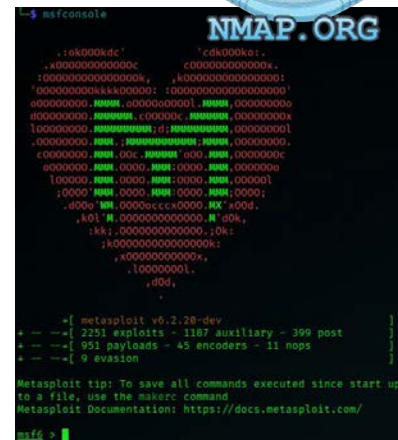 $ msfconsole
NMAP.ORG
=[ metasploit v6.2.20-dev ]
+ -- --=[ 2251 exploits - 1187 auxiliary - 399 post ]
+ -- --=[ 951 payloads - 45 encoders - 11 nops ]
+ -- --=[ 9 evasion ]
Metasploit tip: To save all commands executed since start up
to a file, use the makerc command
Metasploit Documentation: https://docs.metasploit.com/
msf6 >